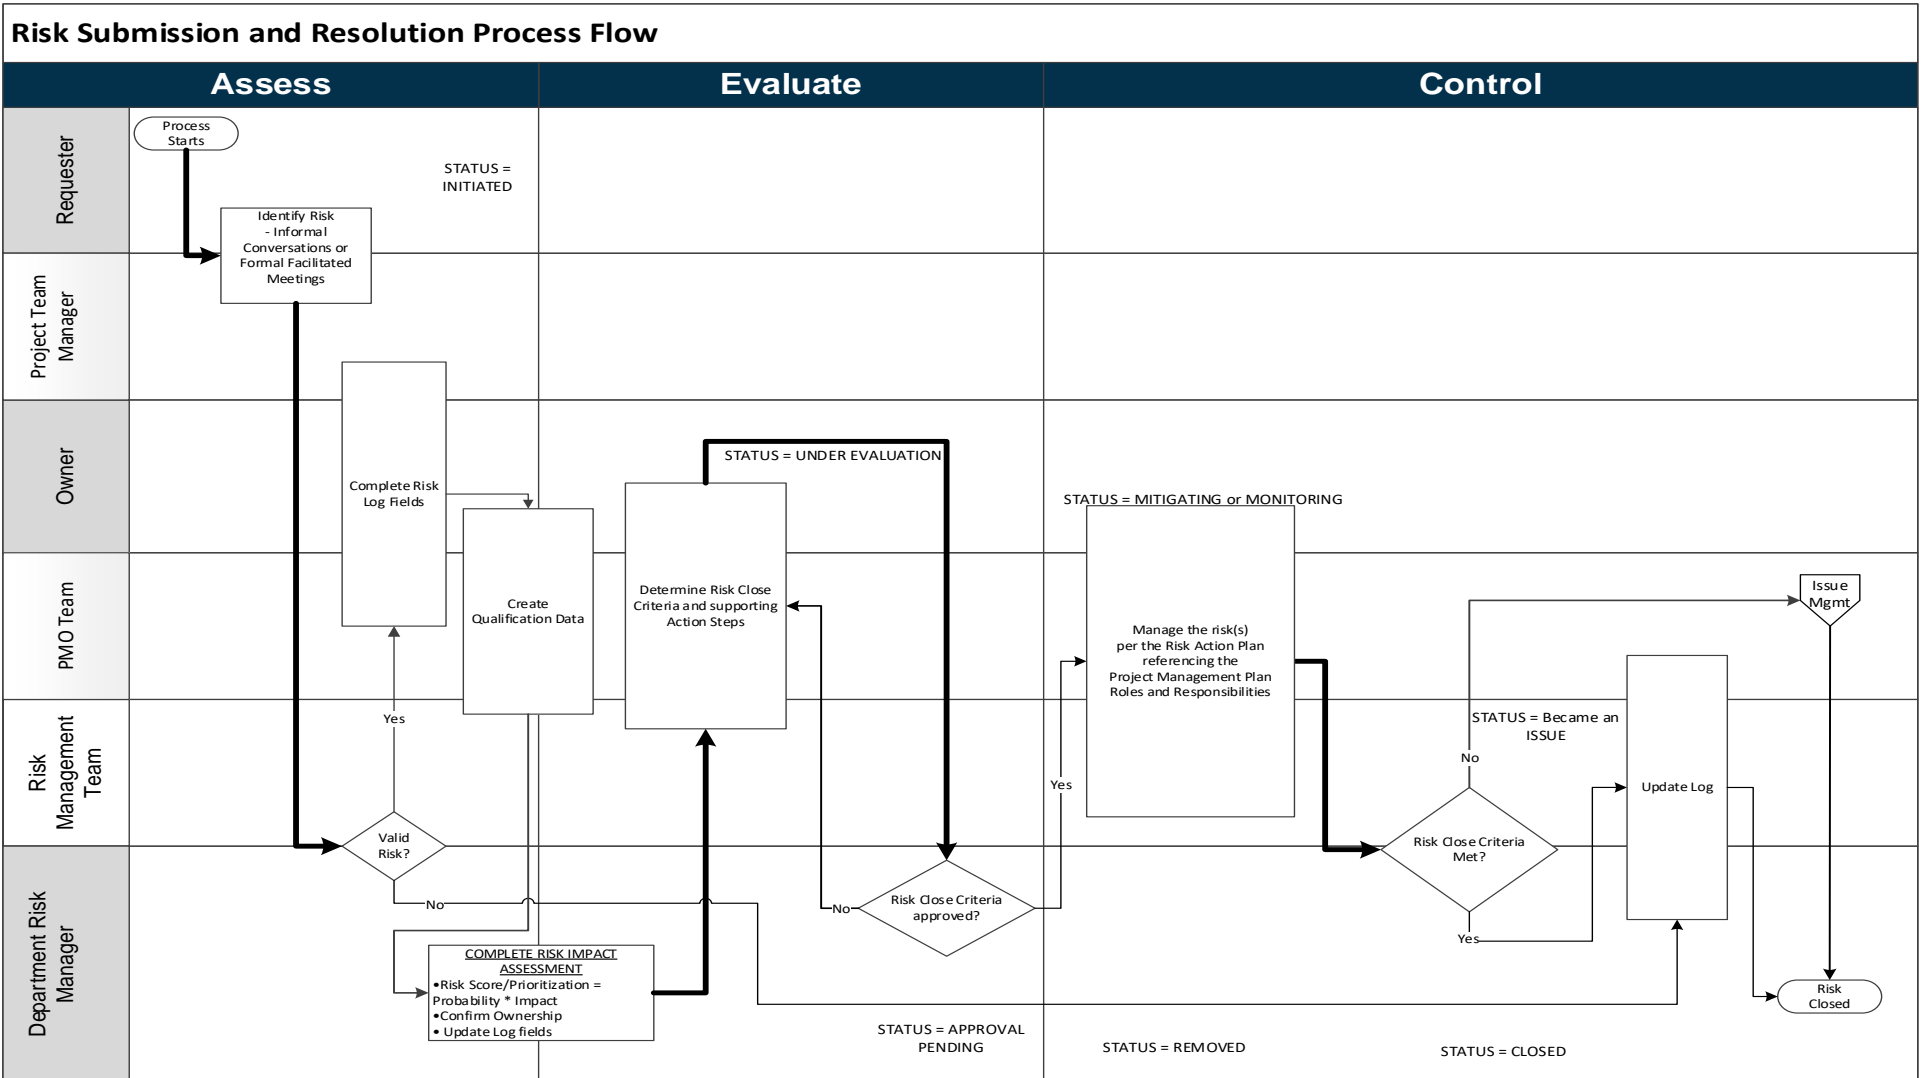 Risk Submission and Resolution Process Flow
Assess
Evaluate
Control
Requester
Process
Starts
STATUS =
INITIATED
Identify Risk
- Informal
Conversations or
Formal Facilitated
Meetings
Project Team
Manager
Owner
Complete Risk
Log Fields
STATUS = UNDER EVALUATION
STATUS = MITIGATING or MONITORING
PMO Team
Create
Qualification Data
Determine Risk Close
Criteria and supporting
Action Steps
Manage the risk(s)
per the Risk Action Plan
referencing the
Project Management Plan
Roles and Responsibilities
Issue
Mgmt
Risk
Management
Team
Yes
Valid
Risk?
Yes
STATUS = Became an
ISSUE
No
Risk Close Criteria
Met?
Update Log
Department Risk
Manager
No
COMPLETE RISK IMPACT
ASSESSMENT
•Risk Score/Prioritization =
Probability * Impact
•Confirm Ownership
• Update Log fields
No
Risk Close Criteria
approved?
Yes
Risk
Closed
STATUS = APPROVAL
PENDING
STATUS = REMOVED
STATUS = CLOSED